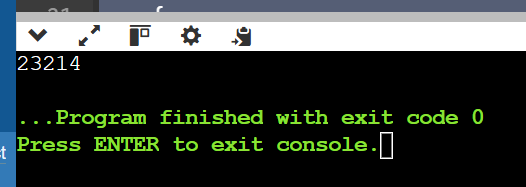 23214
...Program finished with exit code 0
Press ENTER to exit console.